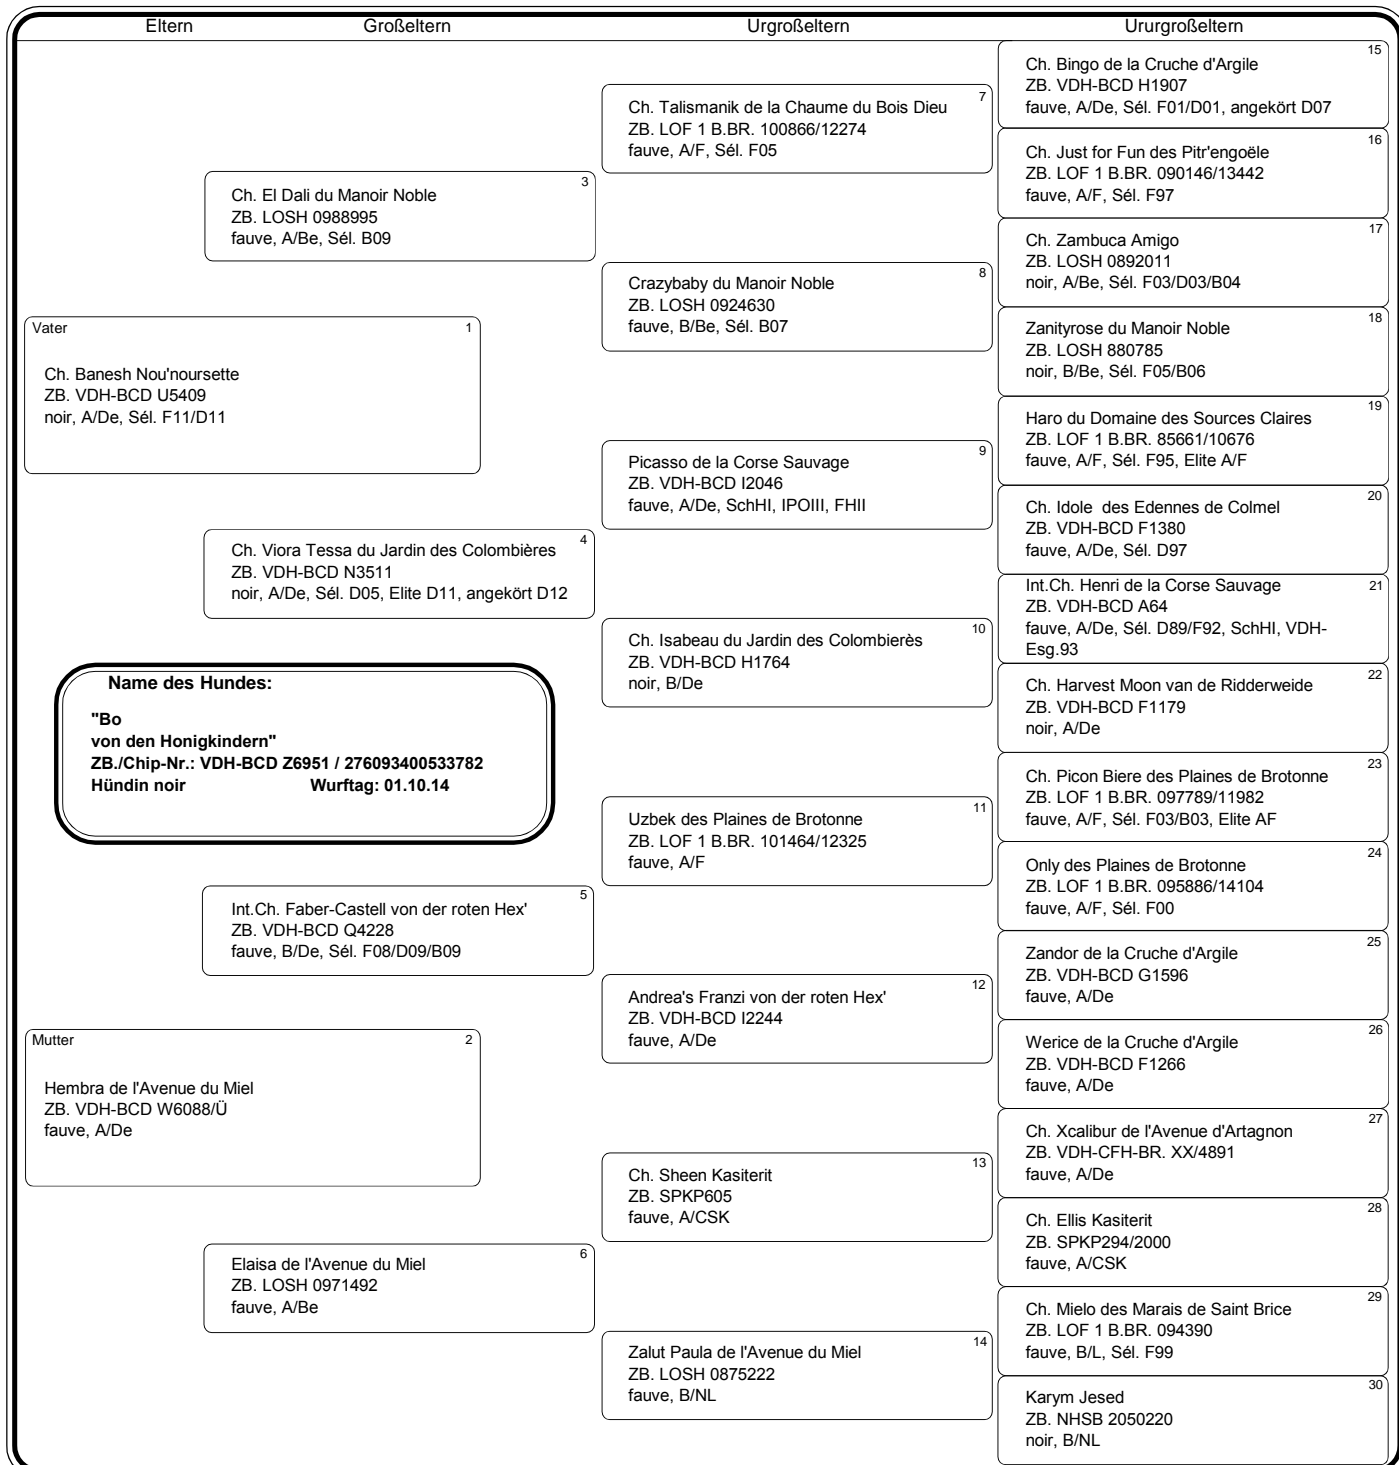 Eltern Großeltern Urgroßeltern Ururgroßeltern
Vater 1
Ch. Banesh Nou'noursette
ZB. VDH-BCD U5409
noir, A/De, Sél. F11/D11
Name des Hundes:
"Bo
von den Honigkindern"
ZB./Chip-Nr.: VDH-BCD Z6951 / 276093400533782
Hündin noir Wurftag: 01.10.14
Mutter 2
Hembra de l'Avenue du Miel
ZB. VDH-BCD W6088/Ü
fauve, A/De
3
Ch. El Dali du Manoir Noble
ZB. LOSH 0988995
fauve, A/Be, Sél. B09
4
Ch. Viora Tessa du Jardin des Colombières
ZB. VDH-BCD N3511
noir, A/De, Sél. D05, Elite D11, angekört D12
5
Int.Ch. Faber-Castell von der roten Hex'
ZB. VDH-BCD Q4228
fauve, B/De, Sél. F08/D09/B09
6
Elaisa de l'Avenue du Miel
ZB. LOSH 0971492
fauve, A/Be
7
Ch. Talismanik de la Chaume du Bois Dieu
ZB. LOF 1 B.BR. 100866/12274
fauve, A/F, Sél. F05
8
Crazybaby du Manoir Noble
ZB. LOSH 0924630
fauve, B/Be, Sél. B07
9
Picasso de la Corse Sauvage
ZB. VDH-BCD I2046
fauve, A/De, SchHI, IPOIII, FHII
10
Ch. Isabeau du Jardin des Colombierès
ZB. VDH-BCD H1764
noir, B/De
11
Uzbek des Plaines de Brotonne
ZB. LOF 1 B.BR. 101464/12325
fauve, A/F
12
Andrea's Franzi von der roten Hex'
ZB. VDH-BCD I2244
fauve, A/De
13
Ch. Sheen Kasiterit
ZB. SPKP605
fauve, A/CSK
14
Zalut Paula de l'Avenue du Miel
ZB. LOSH 0875222
fauve, B/NL
15
Ch. Bingo de la Cruche d'Argile
ZB. VDH-BCD H1907
fauve, A/De, Sél. F01/D01, angekört D07
16
Ch. Just for Fun des Pitr'engoële
ZB. LOF 1 B.BR. 090146/13442
fauve, A/F, Sél. F97
17
Ch. Zambuca Amigo
ZB. LOSH 0892011
noir, A/Be, Sél. F03/D03/B04
18
Zanityrose du Manoir Noble
ZB. LOSH 880785
noir, B/Be, Sél. F05/B06
19
Haro du Domaine des Sources Claires
ZB. LOF 1 B.BR. 85661/10676
fauve, A/F, Sél. F95, Elite A/F
20
Ch. Idole des Edennes de Colmel
ZB. VDH-BCD F1380
fauve, A/De, Sél. D97
21
Int.Ch. Henri de la Corse Sauvage
ZB. VDH-BCD A64
fauve, A/De, Sél. D89/F92, SchHI, VDH-
Esg.93
22
Ch. Harvest Moon van de Ridderweide
ZB. VDH-BCD F1179
noir, A/De
23
Ch. Picon Biere des Plaines de Brotonne
ZB. LOF 1 B.BR. 097789/11982
fauve, A/F, Sél. F03/B03, Elite AF
24
Only des Plaines de Brotonne
ZB. LOF 1 B.BR. 095886/14104
fauve, A/F, Sél. F00
25
Zandor de la Cruche d'Argile
ZB. VDH-BCD G1596
fauve, A/De
26
Werice de la Cruche d'Argile
ZB. VDH-BCD F1266
fauve, A/De
27
Ch. Xcalibur de l'Avenue d'Artagnon
ZB. VDH-CFH-BR. XX/4891
fauve, A/De
28
Ch. Ellis Kasiterit
ZB. SPKP294/2000
fauve, A/CSK
29
Ch. Mielo des Marais de Saint Brice
ZB. LOF 1 B.BR. 094390
fauve, B/L, Sél. F99
30
Karym Jesed
ZB. NHSB 2050220
noir, B/NL